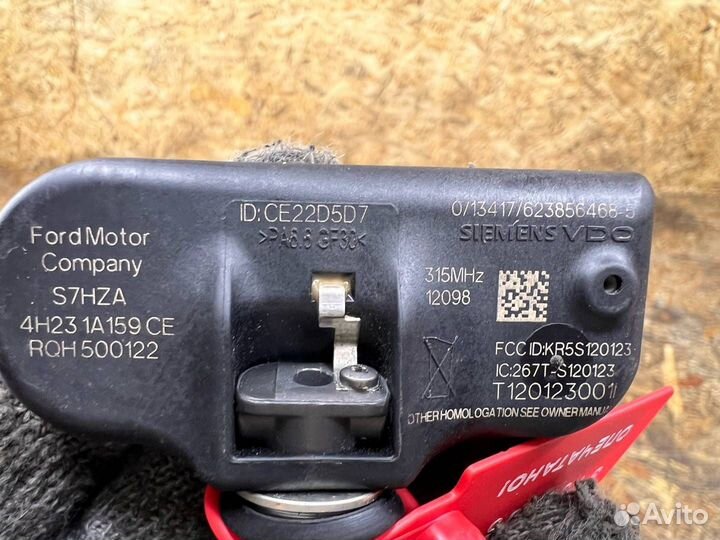 Ford Motor
Company
S7HZA
4H23 1A159 CE
RQH 500122
ID:CE22D5D7
>PA6.6 GF30<
0/13417/623856468-5
SIEMENS VDO
315MHz
12098
FCC ID:KR5S120123
IC:267T-S120123
T120123001
OTHER HOMOLOGATION SEE OWNER MANUAL
ОПЕЧАТАНО!
Avito